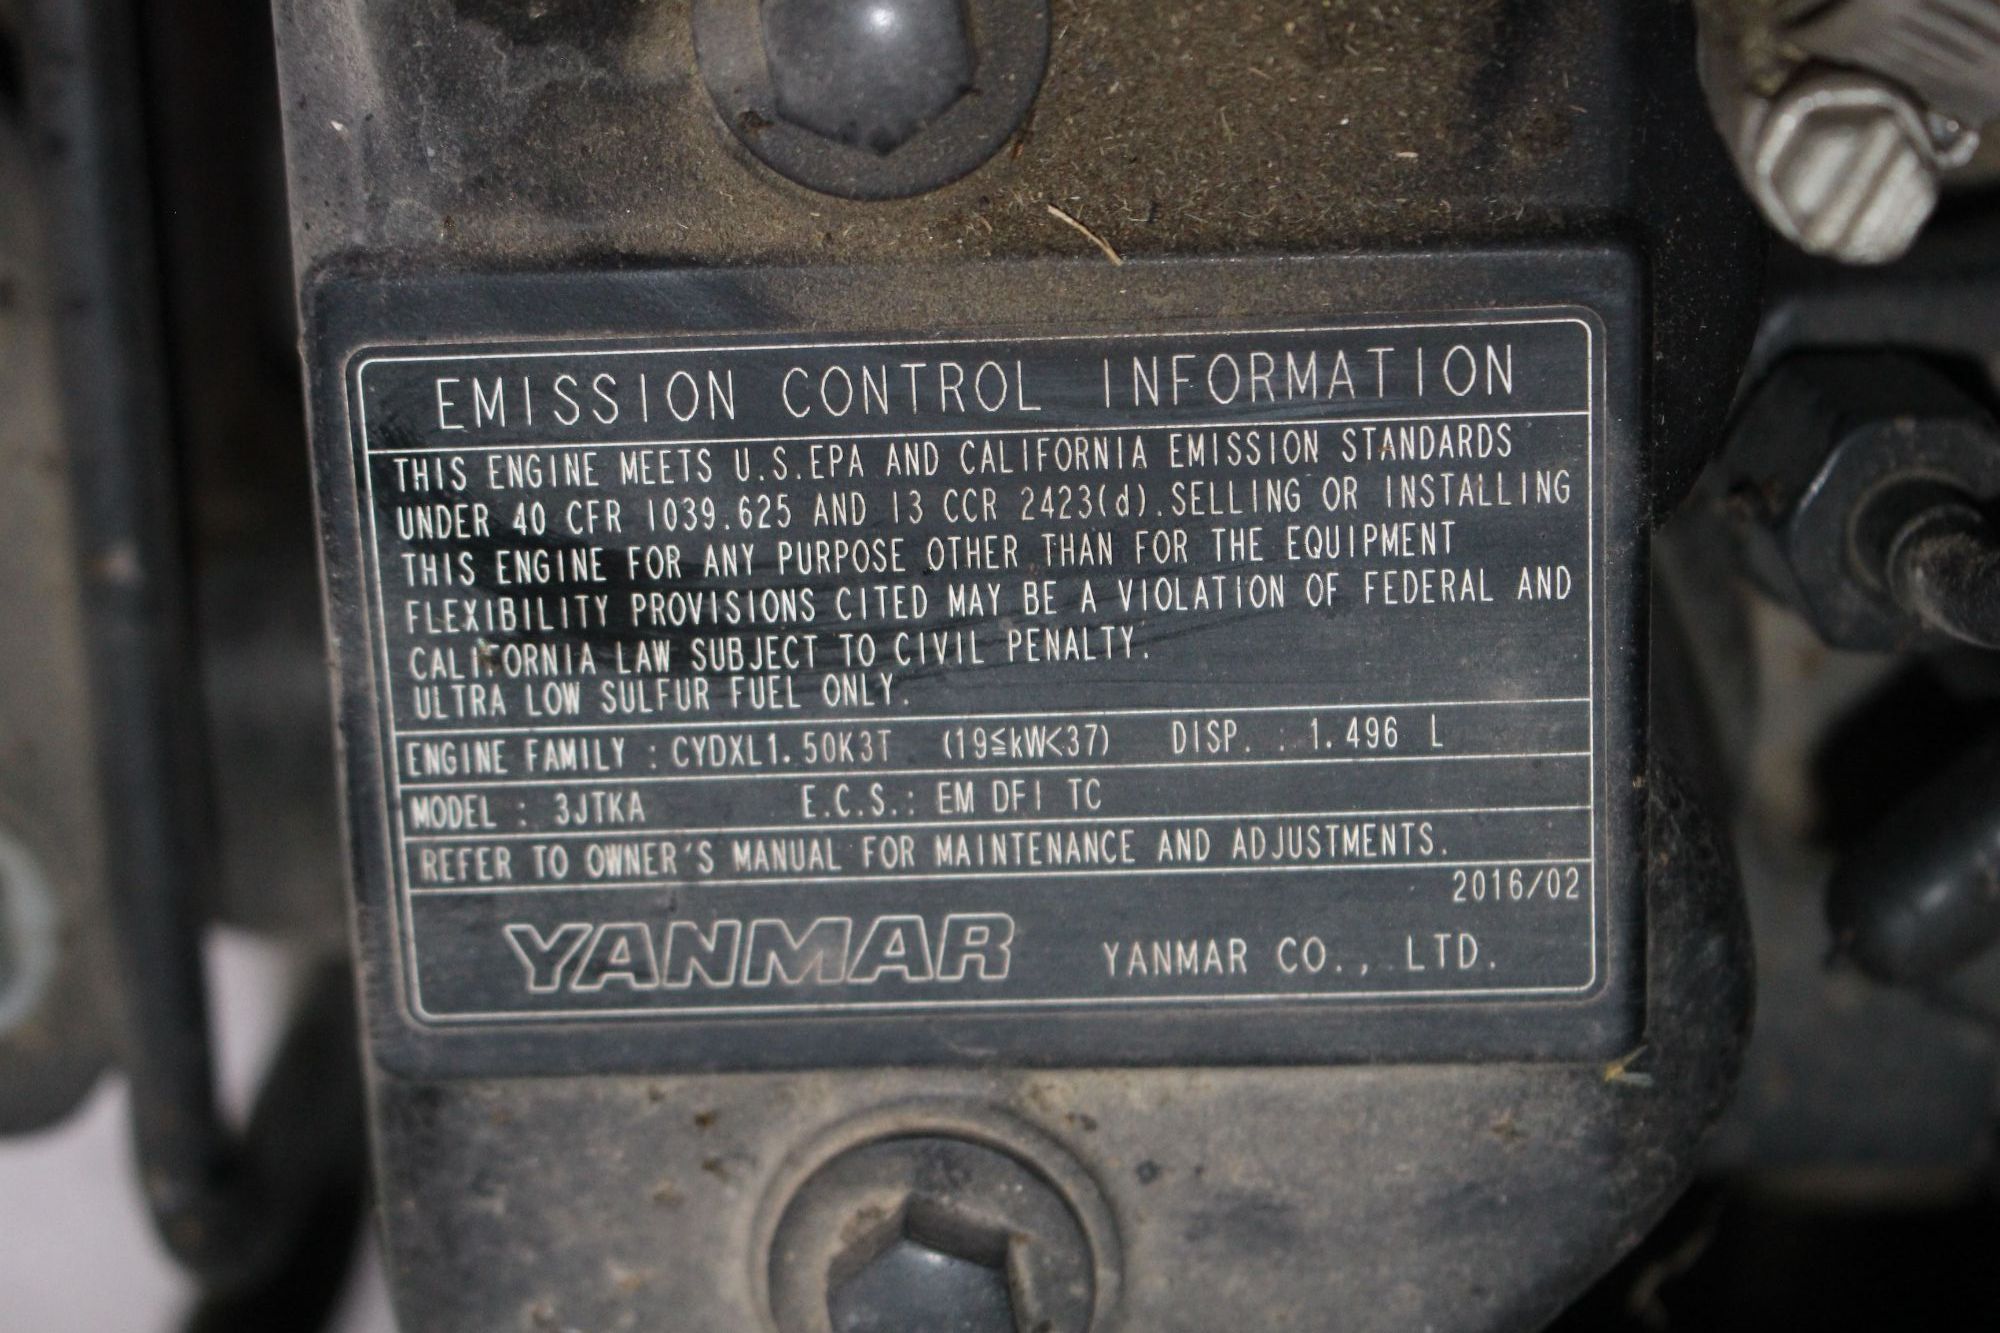 EMISSION CONTROL INFORMATION
THIS ENGINE MEETS U.S.EPA AND CALIFORNIA EMISSION STANDARDS
UNDER 40 CFR 1039.625 AND 13 CCR 2423(d).SELLING OR INSTALLING
THIS ENGINE FOR ANY PURPOSE OTHER THAN FOR THE EQUIPMENT
FLEXIBILITY PROVISIONS CITED MAY BE A VIOLATION OF FEDERAL AND
CALIFORNIA LAW SUBJECT TO CIVIL PENALTY.
ULTRA LOW SULFUR FUEL ONLY.
ENGINE FAMILY : CYDXL1.50K3T (19≦kW<37) DISP. : 1.496 L
MODEL : 3JTKA E.C.S.: EM DFI TC
REFER TO OWNER'S MANUAL FOR MAINTENANCE AND ADJUSTMENTS.
2016/02
YANMAR YANMAR CO., LTD.